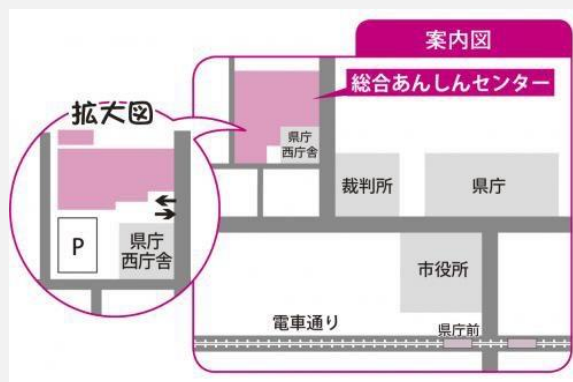 案内図
総合あんしんセンター
拡大図
県庁
西庁舎
裁判所
県庁
P
県庁
西庁舎
市役所
電車通り
県庁前